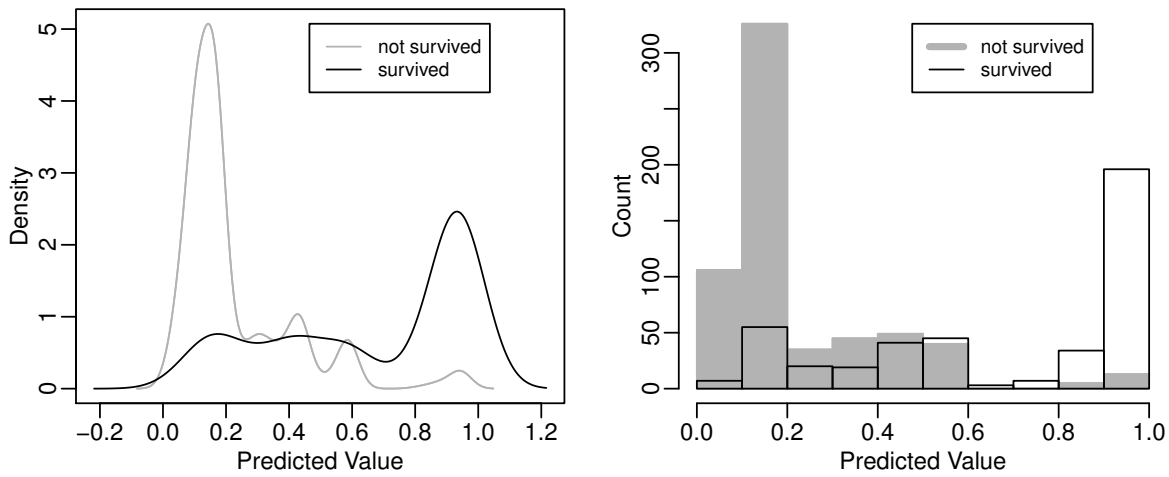 not survived
survived
5
4
3
2
1
0
Density
−0.2 0.0 0.2 0.4 0.6 0.8 1.0 1.2
Predicted Value
not survived
survived
300
200
100
50
0
Count
0.0 0.2 0.4 0.6 0.8 1.0
Predicted Value